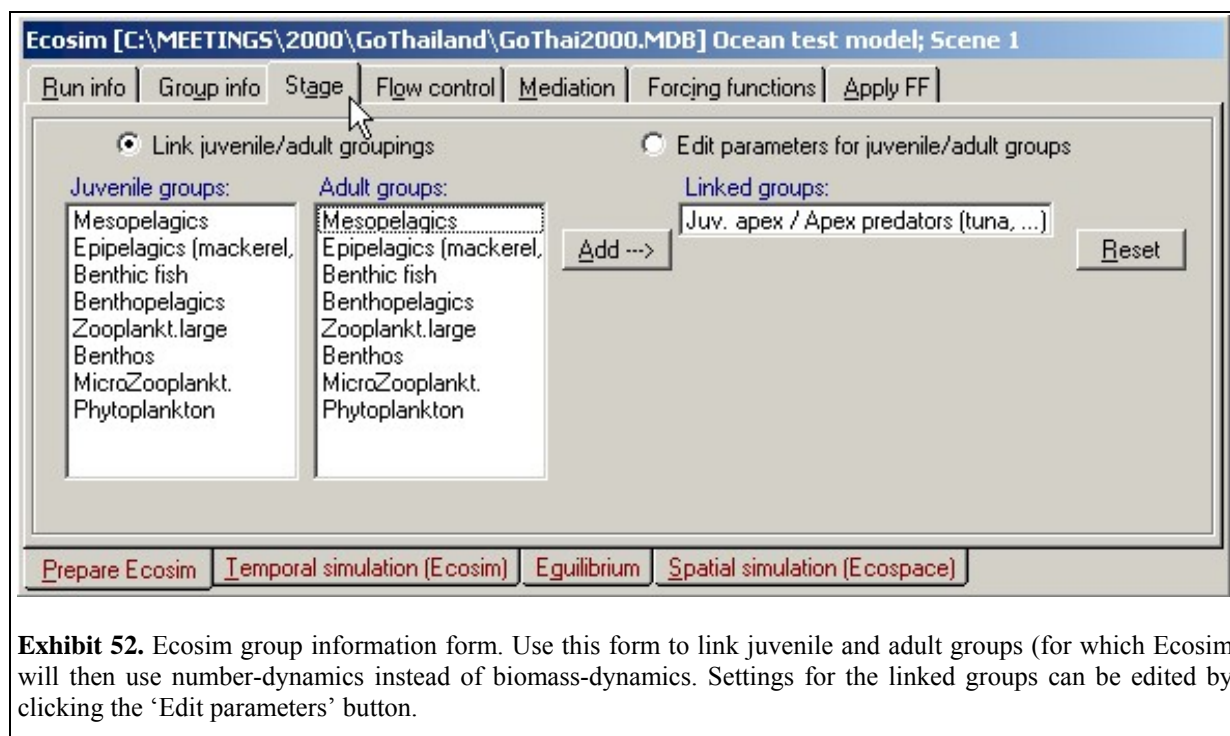 Ecosim [C:\MEETINGS\2000\GoThailand\GoThai2000.MDB] Ocean test model; Scene 1
Run info Group info Stage Flow control Mediation Forcing functions Apply FF
Link juvenile/adult groupings Edit parameters for juvenile/adult groups
Juvenile groups: Adult groups: Linked groups:
Mesopelagics Mesopelagics Juv. apex / Apex predators (tuna, ...)
Epipelagics (mackerel, Epipelagics (mackerel, Add ---> Reset
Benthic fish Benthic fish
Benthopelagics Benthopelagics
Zooplankt.large Zooplankt.large
Benthos Benthos
MicroZooplankt. MicroZooplankt.
Phytoplankton Phytoplankton
Prepare Ecosim Temporal simulation (Ecosim) Equilibrium Spatial simulation (Ecospace)
Exhibit 52. Ecosim group information form. Use this form to link juvenile and adult groups (for which Ecosim
will then use number-dynamics instead of biomass-dynamics. Settings for the linked groups can be edited by
clicking the ‘Edit parameters’ button.